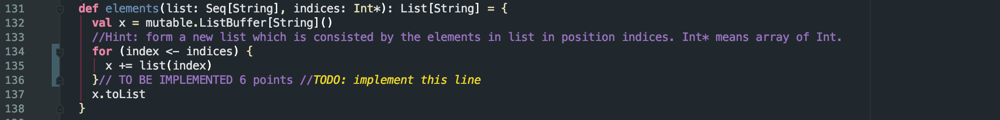 131 def elements(list: Seq[String], indices: Int*): List[String] = {
132 val x = mutable.ListBuffer[String]()
133 //Hint: form a new list which is consisted by the elements in list in position indices. Int* means array of Int.
134 for (index <- indices) {
135 x += list(index)
136 }// TO BE IMPLEMENTED 6 points //TODO: implement this line
137 x.toList
138 }